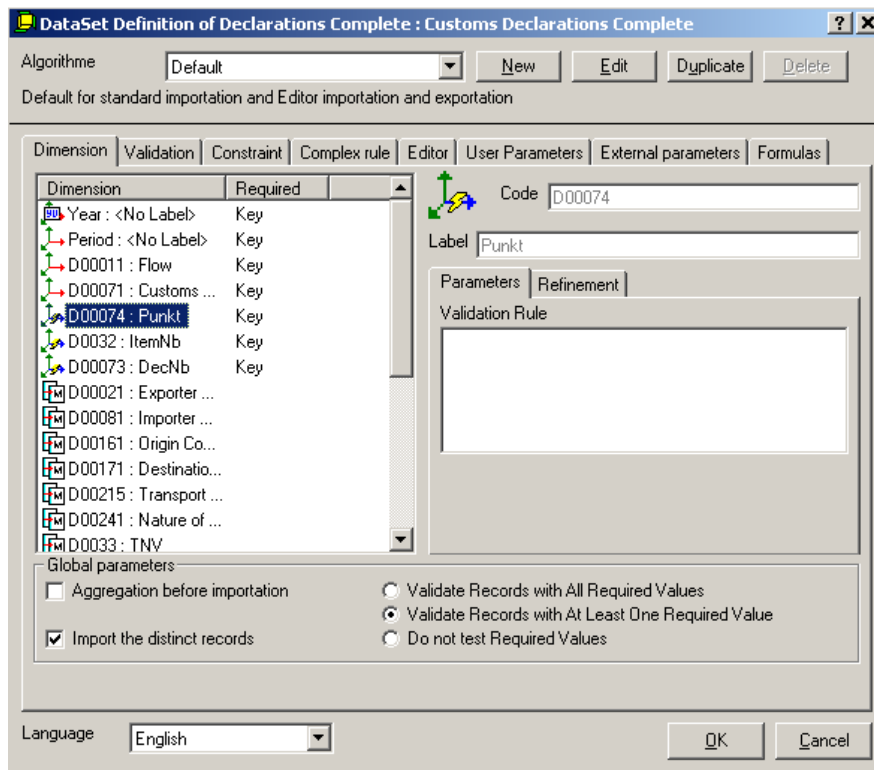 DataSet Definition of Declarations Complete : Customs Declarations Complete
Algorithme Default New Edit Duplicate Delete
Default for standard importation and Editor importation and exportation
Dimension Validation Constraint Complex rule Editor User Parameters External parameters Formulas
Dimension Required
Year : <No Label> Key
Period : <No Label> Key
D00011 : Flow Key
D00071 : Customs ... Key
D00074 : Punkt Key
D0032 : ItemNb Key
D00073 : DecNb Key
D00021 : Exporter ...
D00081 : Importer ...
D00161 : Origin Co...
D00171 : Destinatio...
D00215 : Transport ...
D00241 : Nature of ...
D0033 : TNV
Code D00074
Label Punkt
Parameters Refinement
Validation Rule
Global parameters
Aggregation before importation
Import the distinct records
Validate Records with All Required Values
Validate Records with At Least One Required Value
Do not test Required Values
Language English OK Cancel